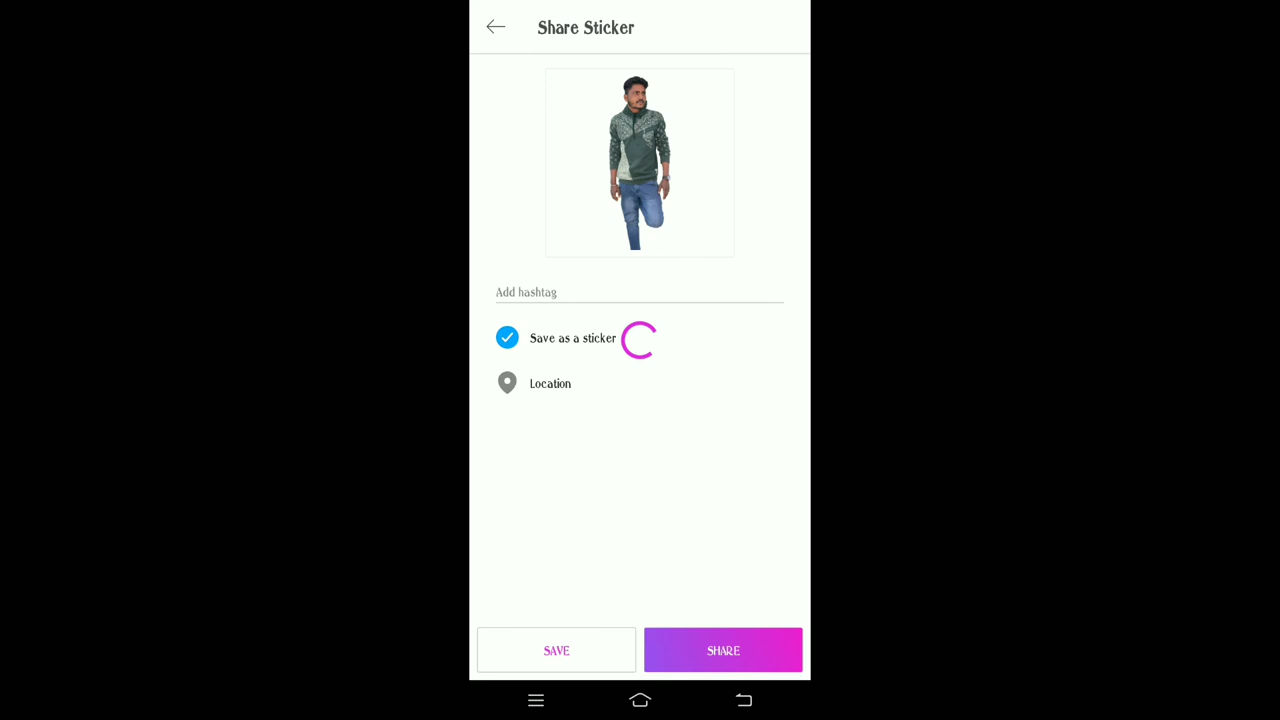 Share Sticker
Add hashtag
Save as a sticker
Location
SAVE
SHARE